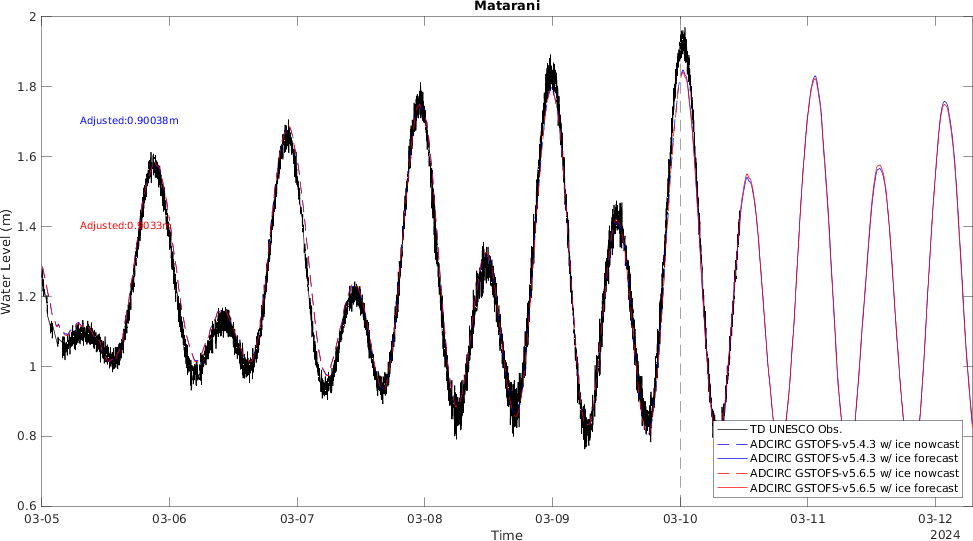 Matarani
2
1.8
1.6
1.4
1.2
1
0.8
0.6
Water Level (m)
Adjusted:0.90038m
Adjusted:0.9033m
TD UNESCO Obs.
ADCIRC GSTOFS-v5.4.3 w/ ice nowcast
ADCIRC GSTOFS-v5.4.3 w/ ice forecast
ADCIRC GSTOFS-v5.6.5 w/ ice nowcast
ADCIRC GSTOFS-v5.6.5 w/ ice forecast
03-05 03-06 03-07 03-08 03-09 03-10 03-11 03-12
2024
Time